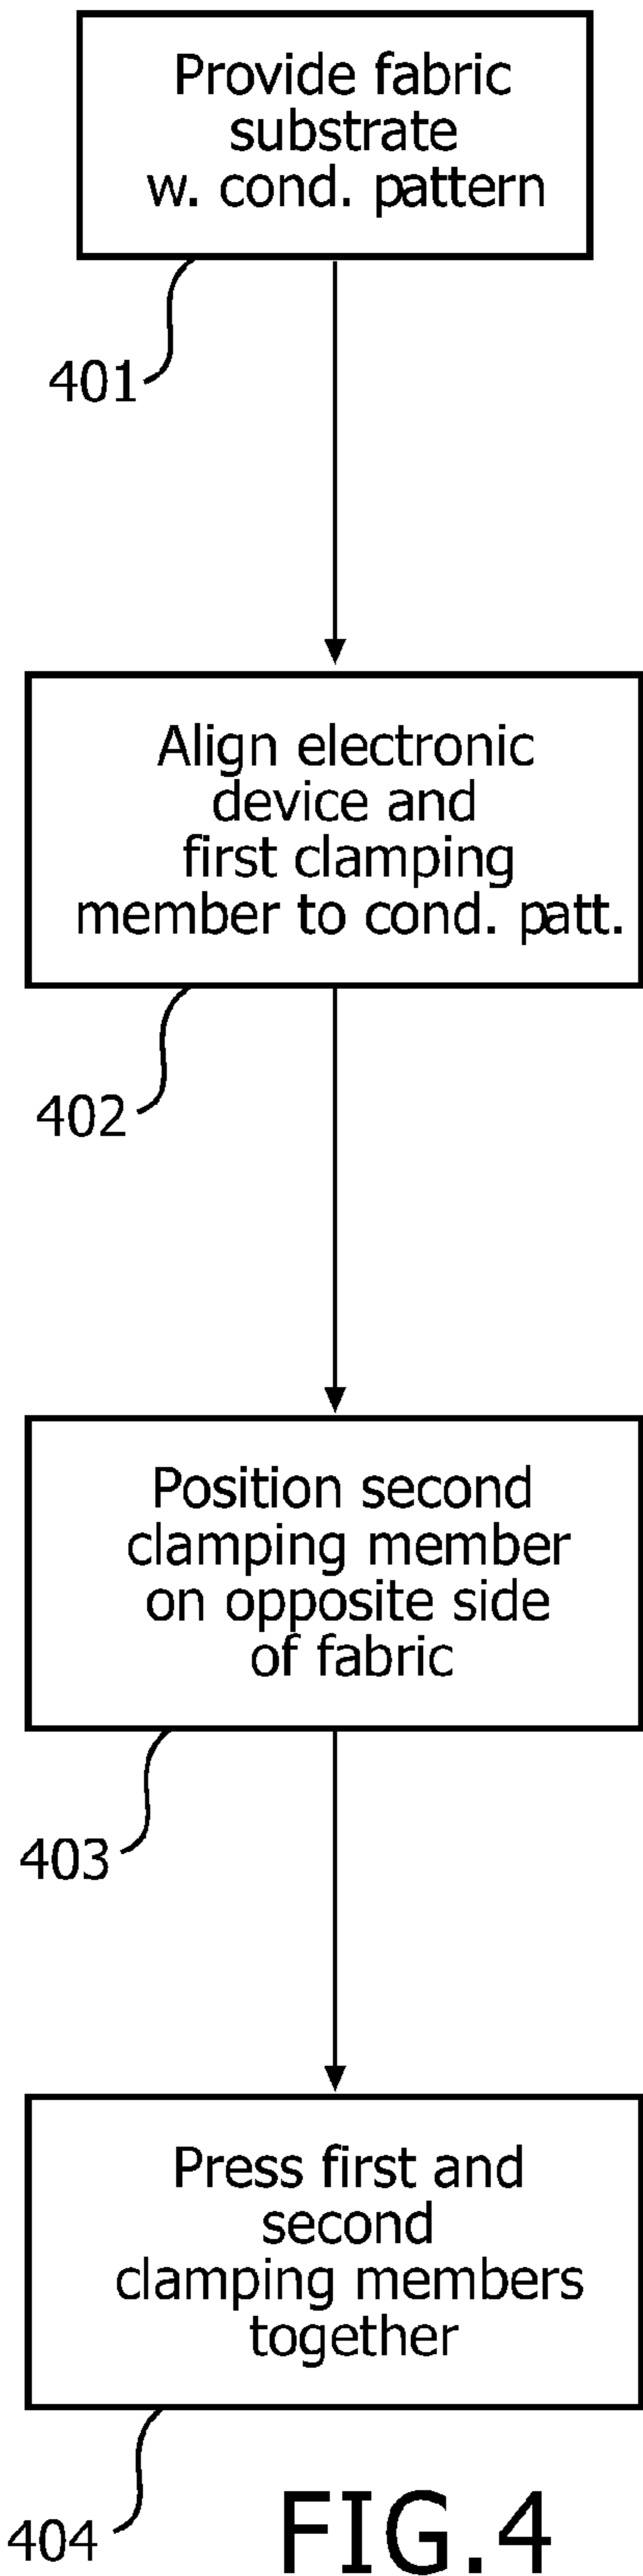 Provide fabric
substrate
w. cond. pattern
401
Align electronic
device and
first clamping
member to cond. patt.
402
Position second
clamping member
on opposite side
of fabric
403
Press first and
second
clamping members
together
404
FIG.4